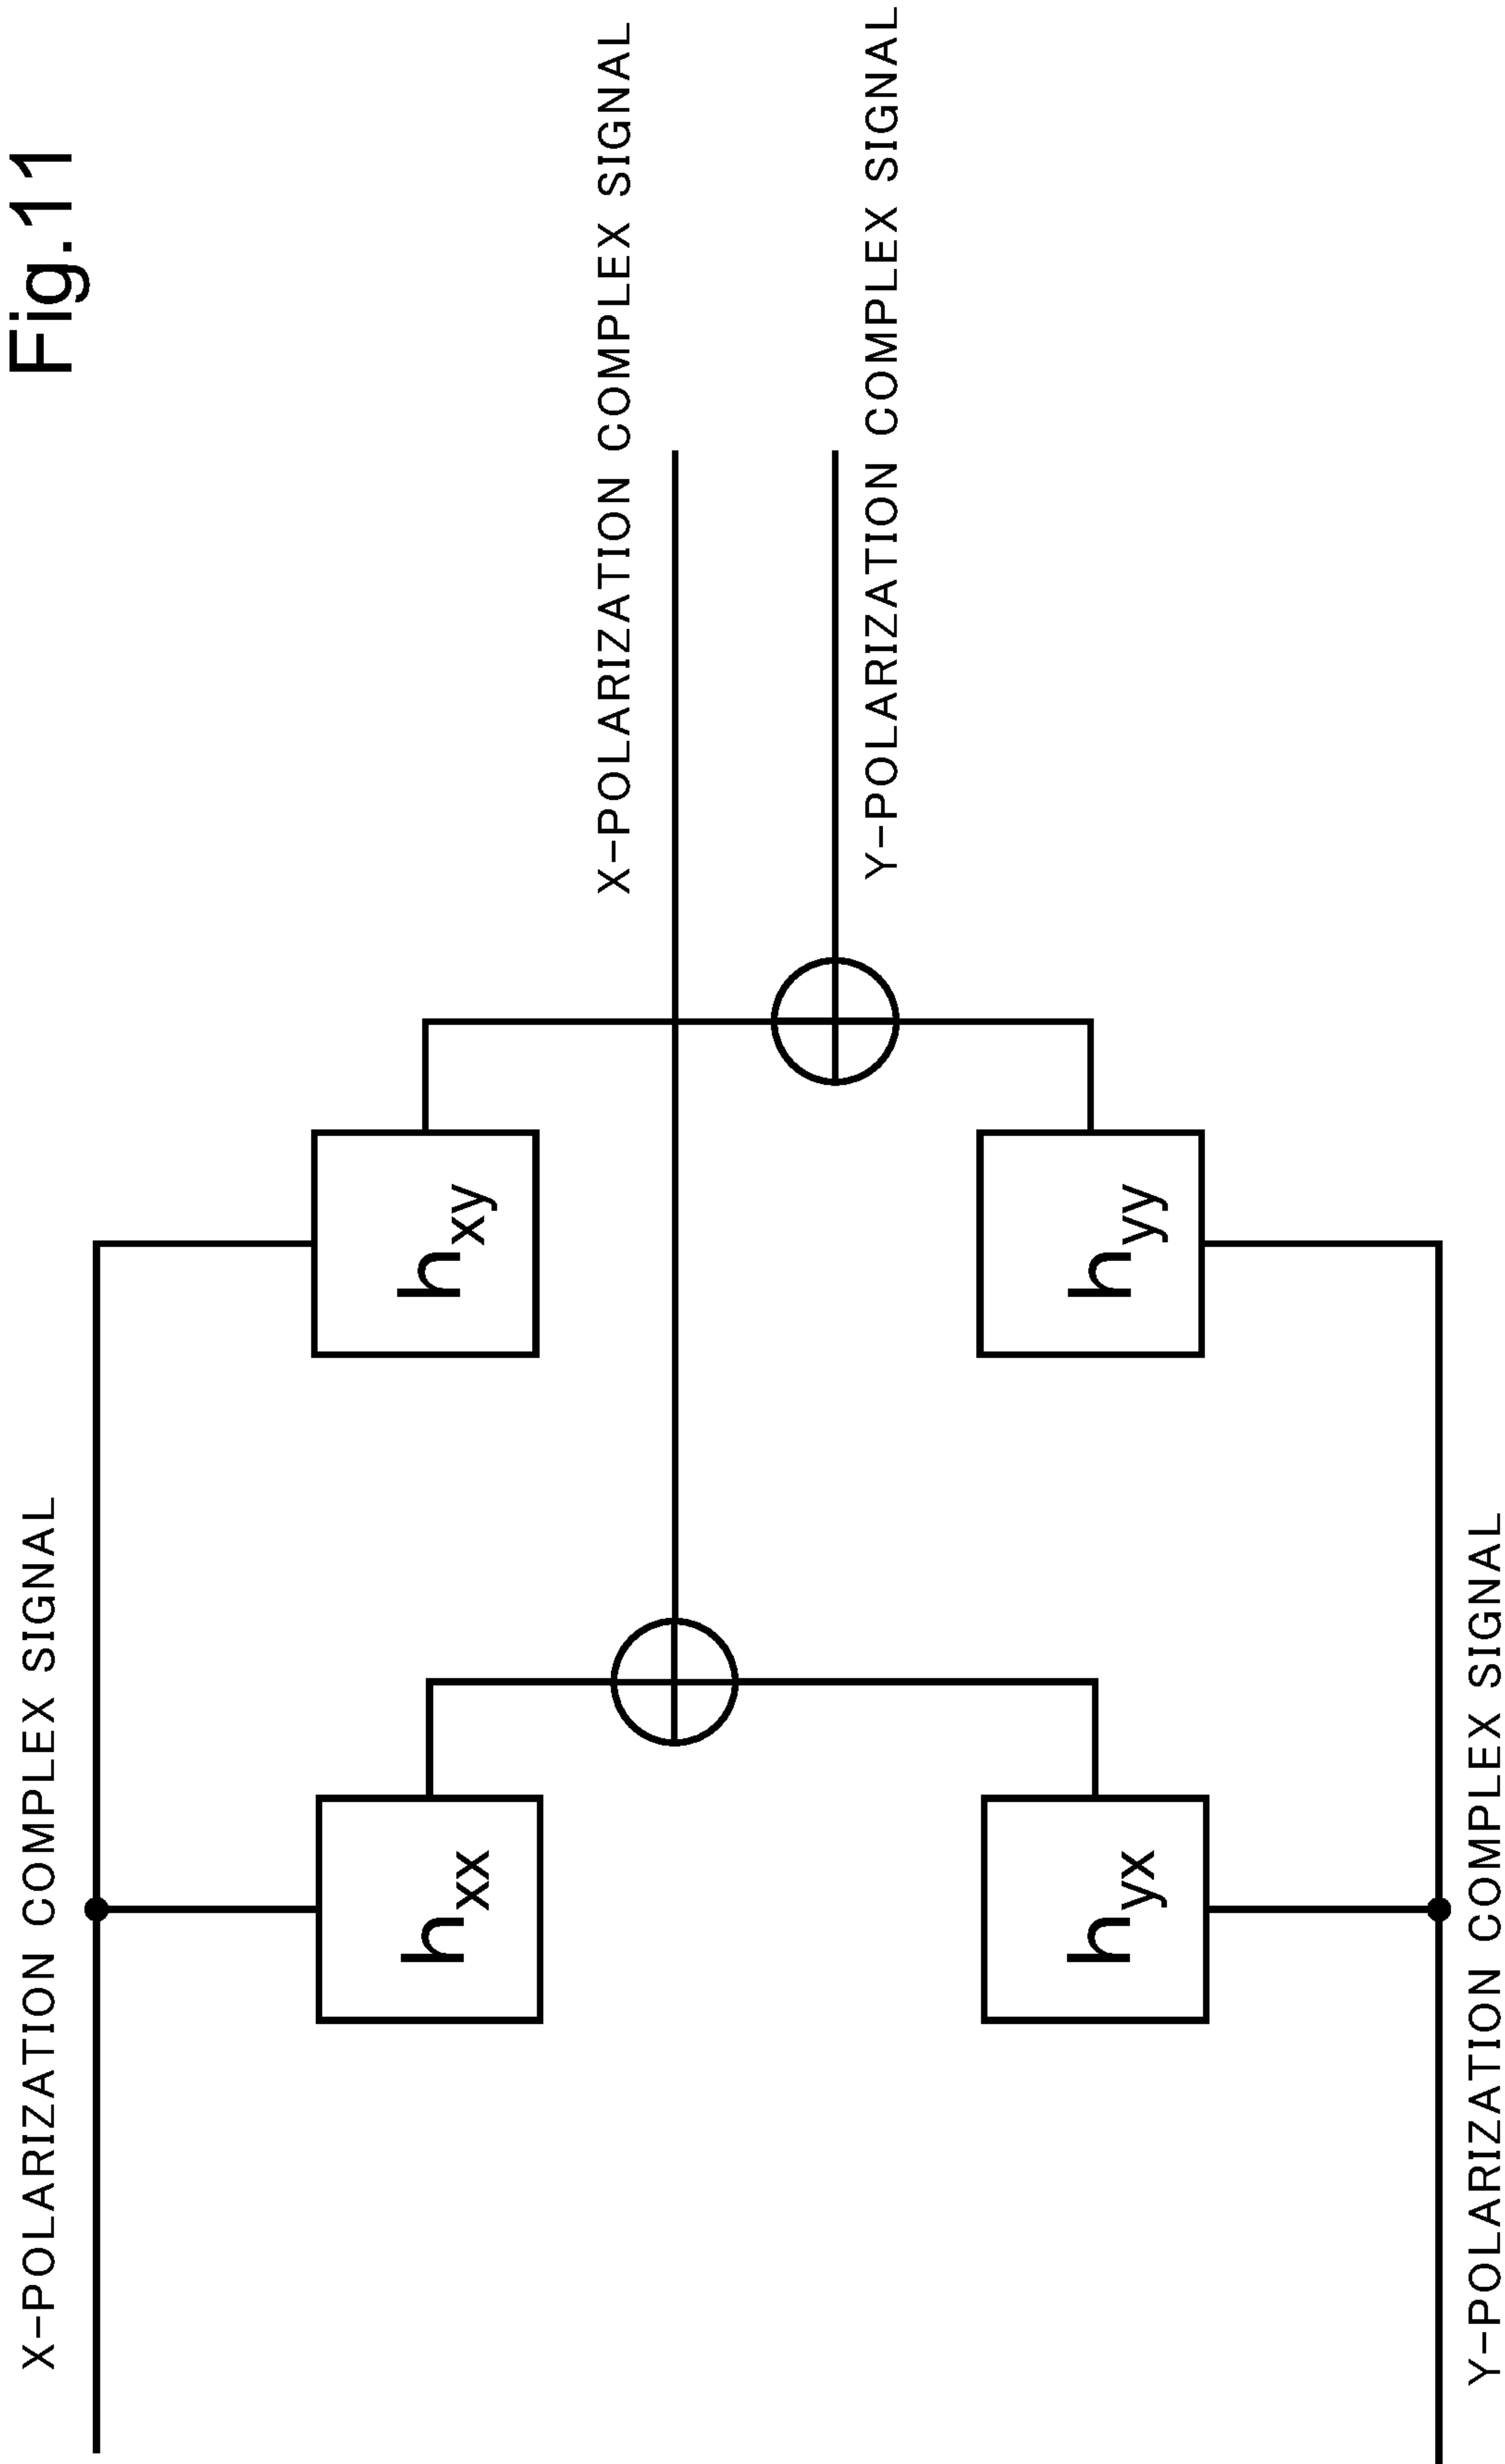 Fig.11
X-POLARIZATION COMPLEX SIGNAL
hxx
hxy
X-POLARIZATION COMPLEX SIGNAL
Y-POLARIZATION COMPLEX SIGNAL
hyx
hyy
Y-POLARIZATION COMPLEX SIGNAL